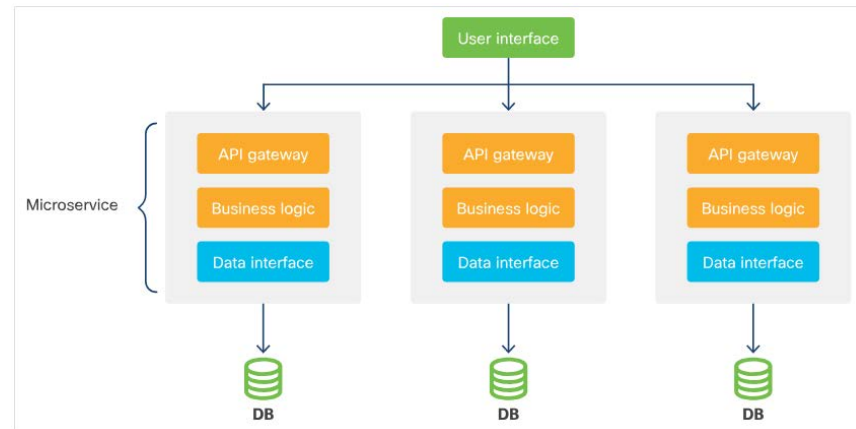 User interface
API gateway
API gateway
API gateway
Microservice
Business logic
Business logic
Business logic
Data interface
Data interface
Data interface
DB
DB
DB